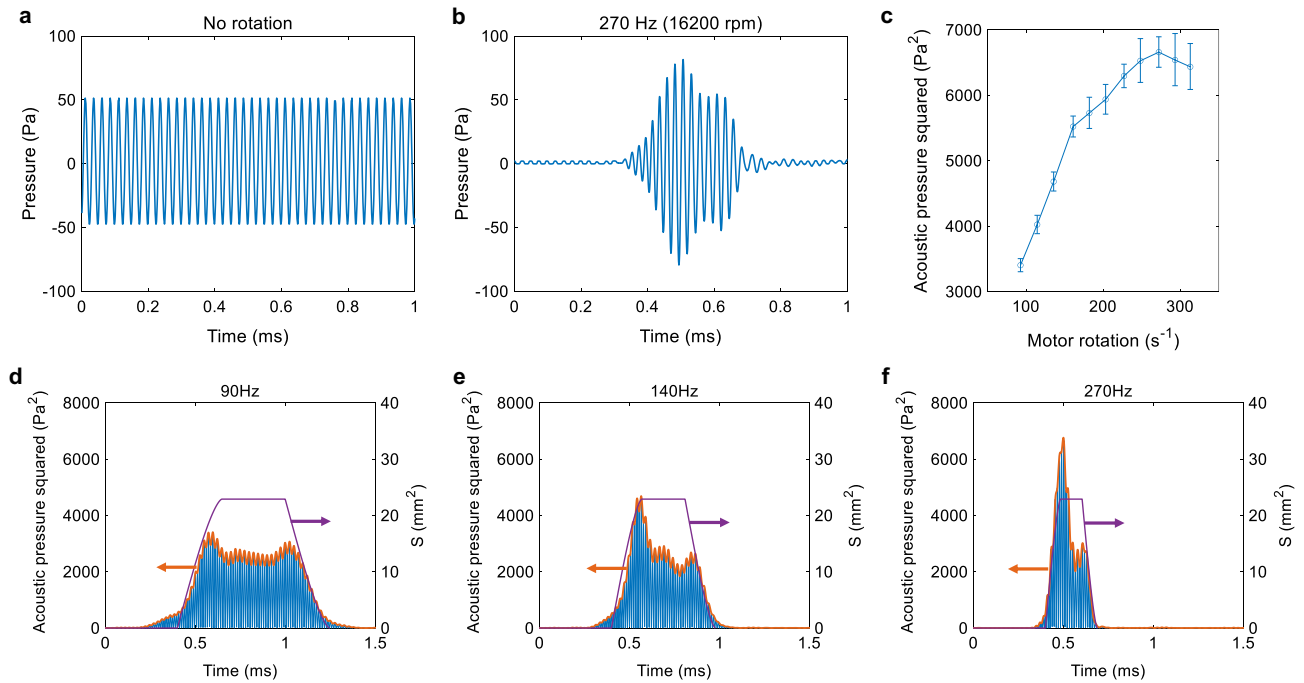 a
No rotation
100
50
0
-50
-100
0
0.2
0.4
0.6
0.8
1
Pressure (Pa)
Time (ms)
b
270 Hz (16200 rpm)
100
50
0
-50
-100
0
0.2
0.4
0.6
0.8
1
Pressure (Pa)
Time (ms)
c
7000
6000
5000
4000
3000
100
200
300
Acoustic pressure squared (Pa²)
Motor rotation (s⁻¹)
d
90Hz
8000
6000
4000
2000
0
40
30
20
10
0
0
0.5
1
1.5
Acoustic pressure squared (Pa²)
S (mm²)
Time (ms)
e
140Hz
8000
6000
4000
2000
0
40
30
20
10
0
0
0.5
1
1.5
Acoustic pressure squared (Pa²)
S (mm²)
Time (ms)
f
270Hz
8000
6000
4000
2000
0
40
30
20
10
0
0
0.5
1
1.5
Acoustic pressure squared (Pa²)
S (mm²)
Time (ms)